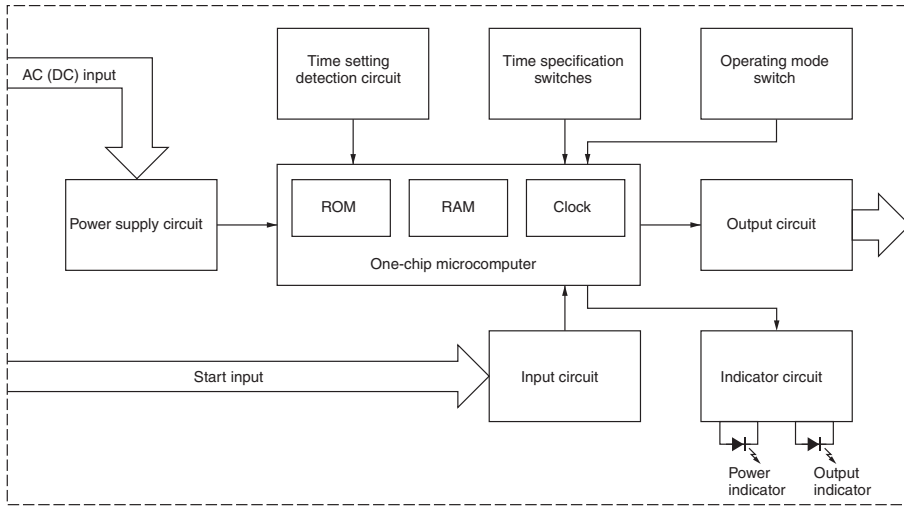 AC (DC) input
Time setting
detection circuit
Time specification
switches
Operating mode
switch
Power supply circuit
ROM
RAM
Clock
One-chip microcomputer
Output circuit
Start input
Input circuit
Indicator circuit
Power
indicator
Output
indicator